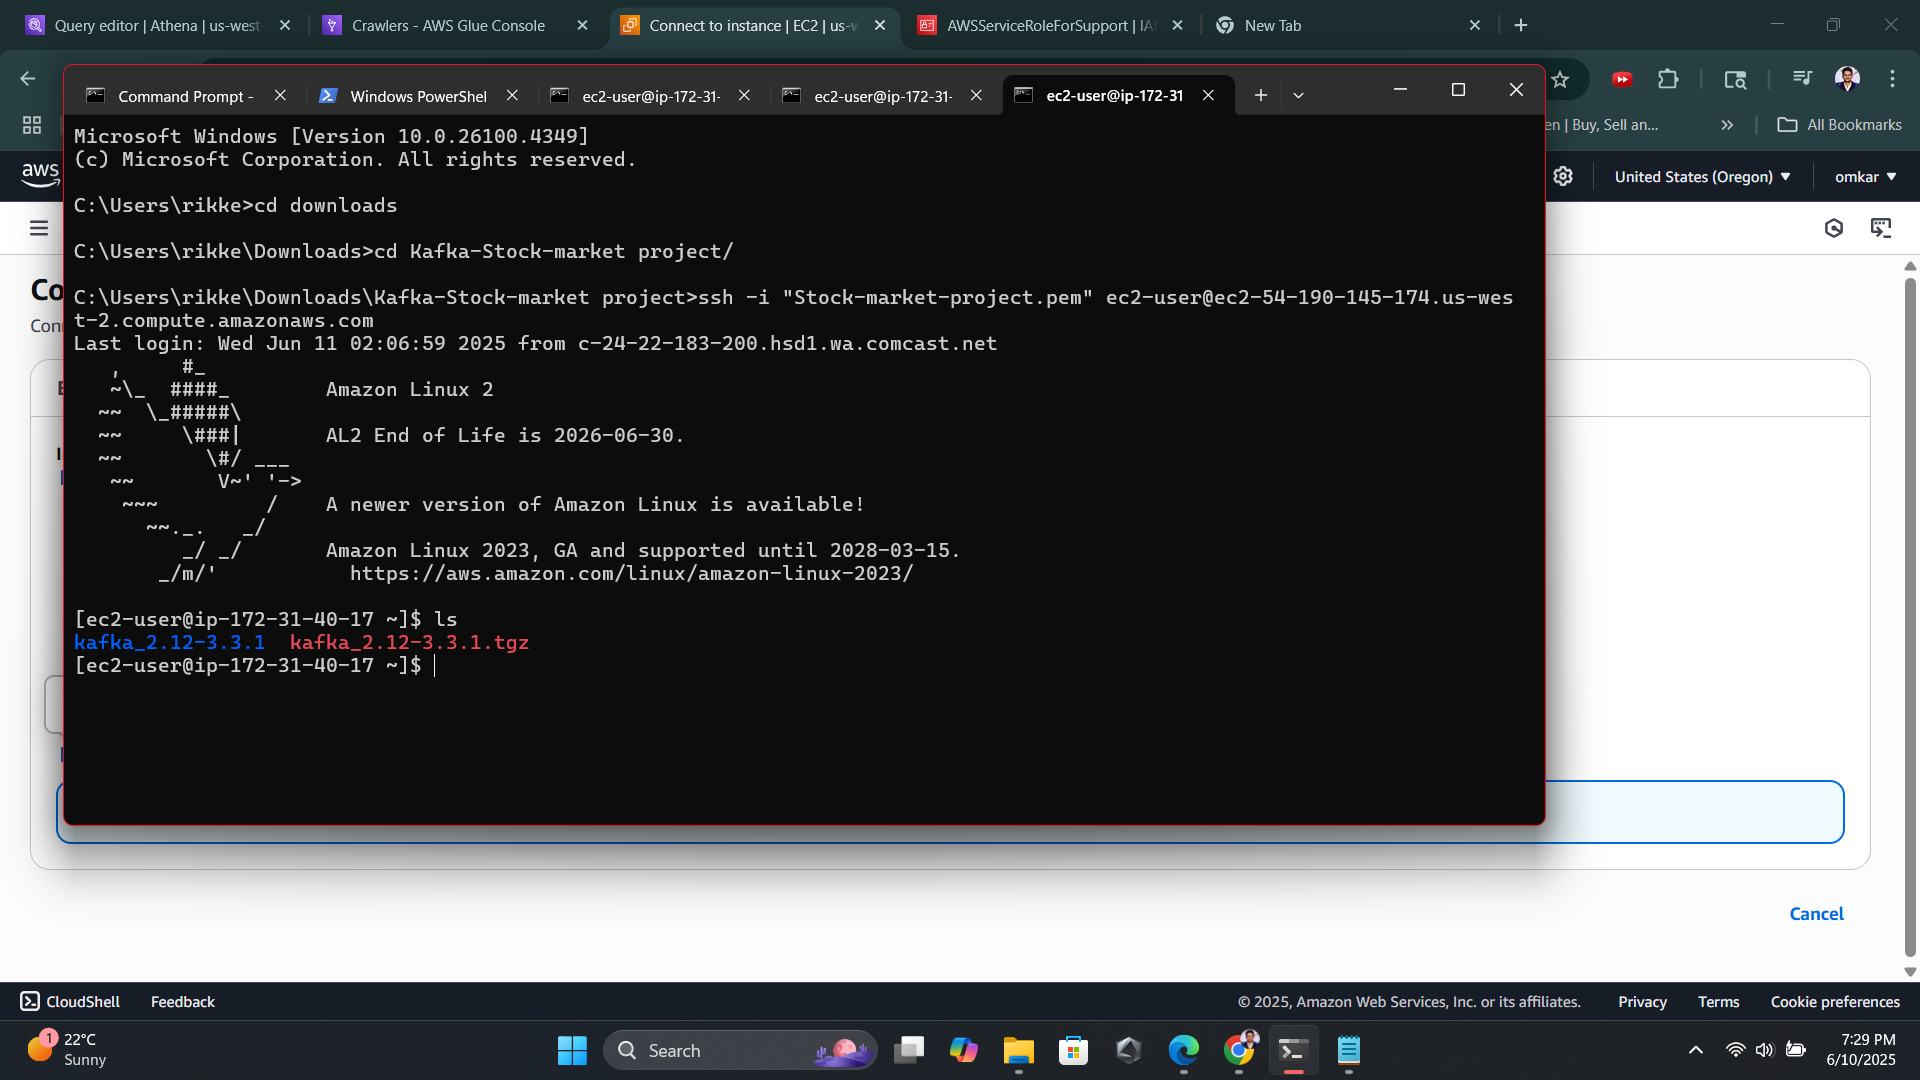 Query editor | Athena | us-west
Crawlers - AWS Glue Console
Connect to instance | EC2 | us-w
AWSServiceRoleForSupport | IA
New Tab
Command Prompt -
Windows PowerShel
ec2-user@ip-172-31-
ec2-user@ip-172-31-
ec2-user@ip-172-31
en | Buy, Sell an...
All Bookmarks
aws
United States (Oregon)
omkar
Co
Conn
Microsoft Windows [Version 10.0.26100.4349]
(c) Microsoft Corporation. All rights reserved.
C:\Users\rikke>cd downloads
C:\Users\rikke\Downloads>cd Kafka-Stock-market project/
C:\Users\rikke\Downloads\Kafka-Stock-market project>ssh -i "Stock-market-project.pem" ec2-user@ec2-54-190-145-174.us-wes
t-2.compute.amazonaws.com
Last login: Wed Jun 11 02:06:59 2025 from c-24-22-183-200.hsd1.wa.comcast.net
   ,     #_
   ~\_  ####_        Amazon Linux 2
  ~~  \_#####\
  ~~     \###|       AL2 End of Life is 2026-06-30.
  ~~       \#/ ___
   ~~       V~' '->
    ~~~         /    A newer version of Amazon Linux is available!
      ~~._.   _/
         _/ _/       Amazon Linux 2023, GA and supported until 2028-03-15.
       _/m/'           https://aws.amazon.com/linux/amazon-linux-2023/
[ec2-user@ip-172-31-40-17 ~]$ ls
kafka_2.12-3.3.1  kafka_2.12-3.3.1.tgz
[ec2-user@ip-172-31-40-17 ~]$
Cancel
CloudShell
Feedback
© 2025, Amazon Web Services, Inc. or its affiliates.
Privacy
Terms
Cookie preferences
1
22°C
Sunny
Search
7:29 PM
6/10/2025